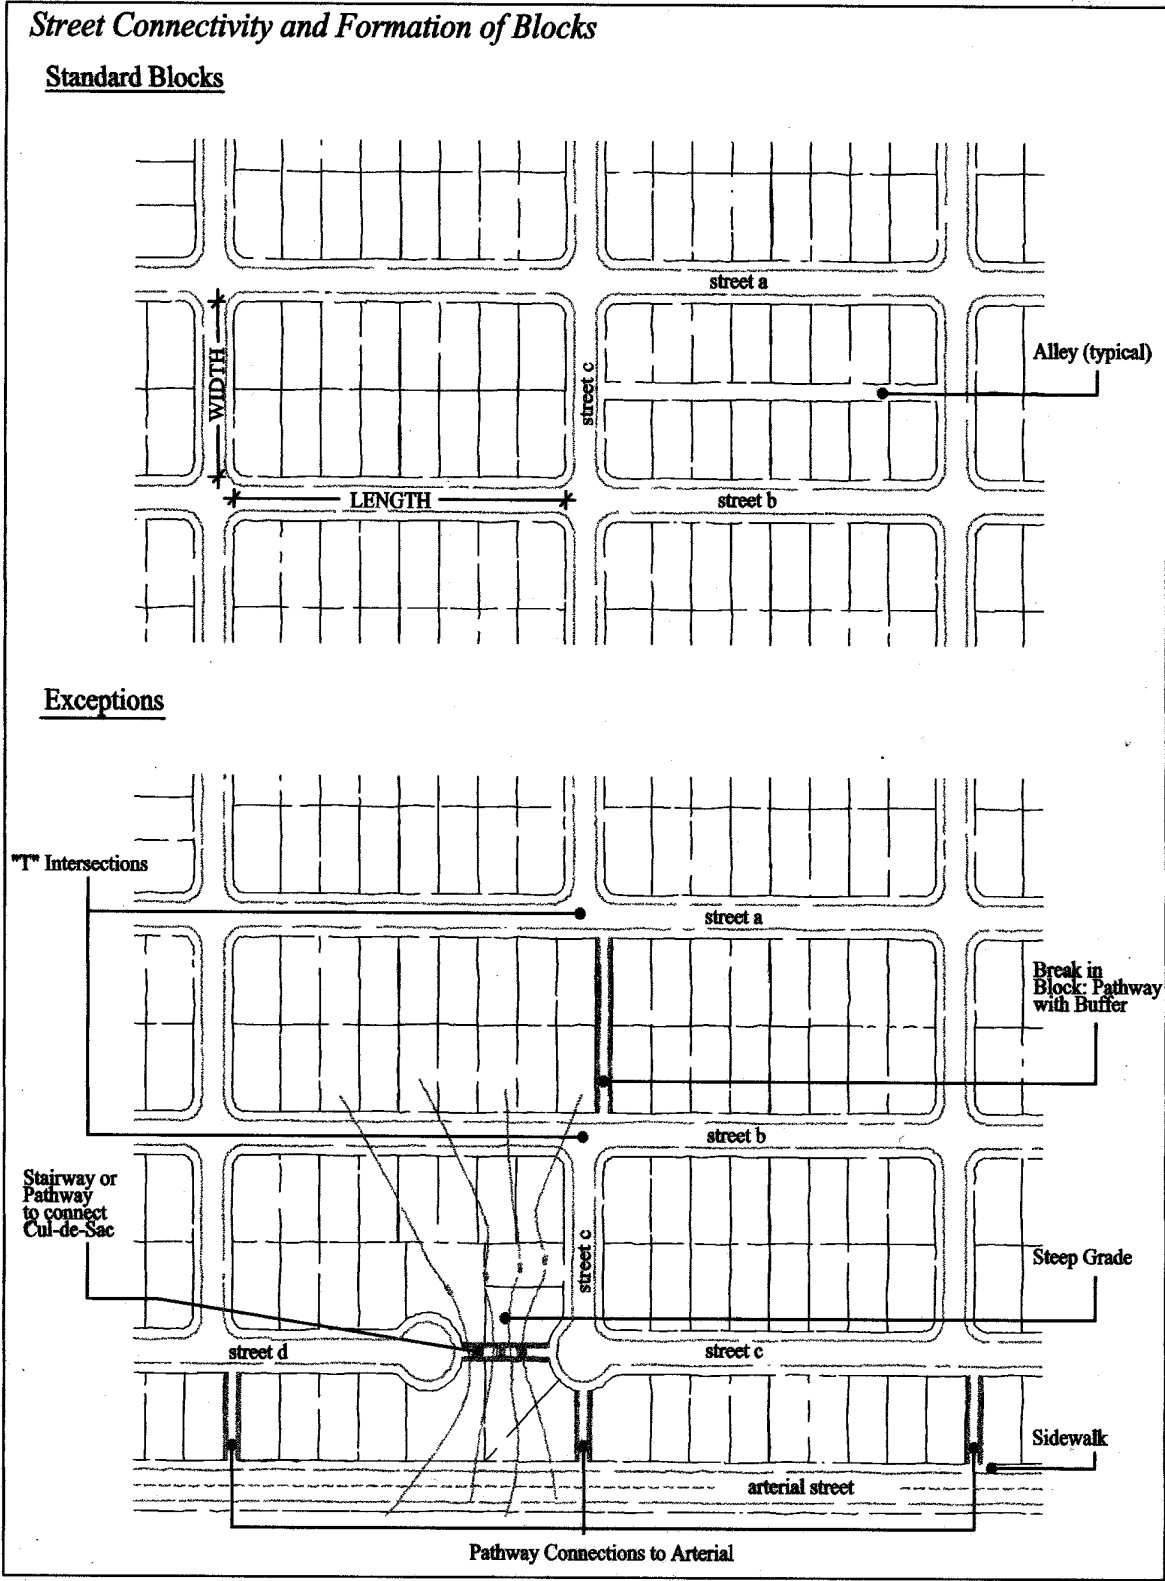 Street Connectivity and Formation of Blocks
Standard Blocks
street a
Alley (typical)
WIDTH
street c
LENGTH
street b
Exceptions
"T" Intersections
street a
Break in
Block: Pathway
with Buffer
street b
Stairway or
Pathway
to connect
Cul-de-Sac
street c
Steep Grade
street d
street c
Sidewalk
arterial street
Pathway Connections to Arterial